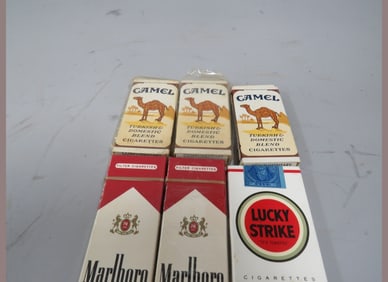 CAMEL
TURKISH &
DOMESTIC
BLEND
CIGARETTES
CAMEL
TURKISH &
DOMESTIC
BLEND
CIGARETTES
CAMEL
TURKISH &
DOMESTIC
BLEND
CIGARETTES
FILTER CIGARETTES
Marlboro
FILTER CIGARETTES
Marlboro
LUCKY
STRIKE
CIGARETTES